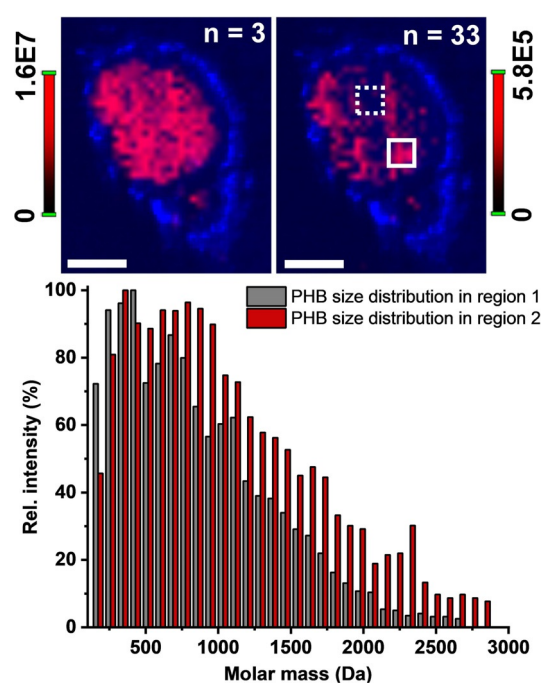 1.6E7
0
n = 3
n = 33
5.8E5
0
PHB size distribution in region 1
PHB size distribution in region 2
Rel. intensity (%)
100
80
60
40
20
0
500
1000
1500
2000
2500
3000
Molar mass (Da)